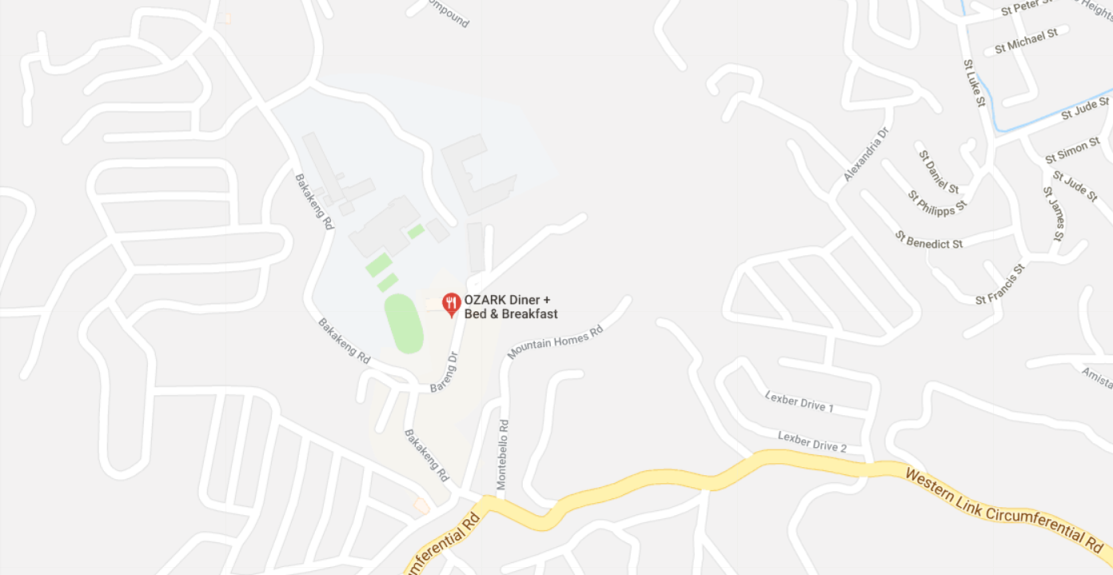 ompound
St Peter St
Heights
St Michael St
St Luke St
St Jude St
Alexandria Dr
St Simon St
St Daniel St
St Jude St
Bakakeng Rd
St Philipps St
St James St
St Benedict St
St Francis St
OZARK Diner +
Bed & Breakfast
Bakakeng Rd
Mountain Homes Rd
Bareng Dr
Amista
Lexber Drive 1
Lexber Drive 2
Bakakeng Rd
Montebello Rd
Western Link Circumferential Rd
umferential Rd